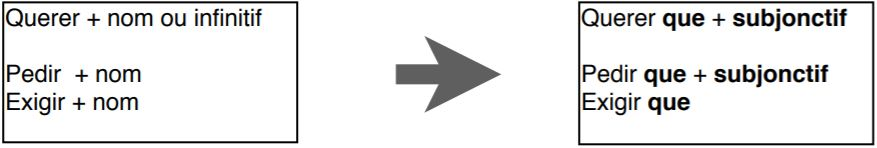 Querer + nom ou infinitif
Pedir + nom
Exigir + nom
Querer que + subjonctif
Pedir que + subjonctif
Exigir que